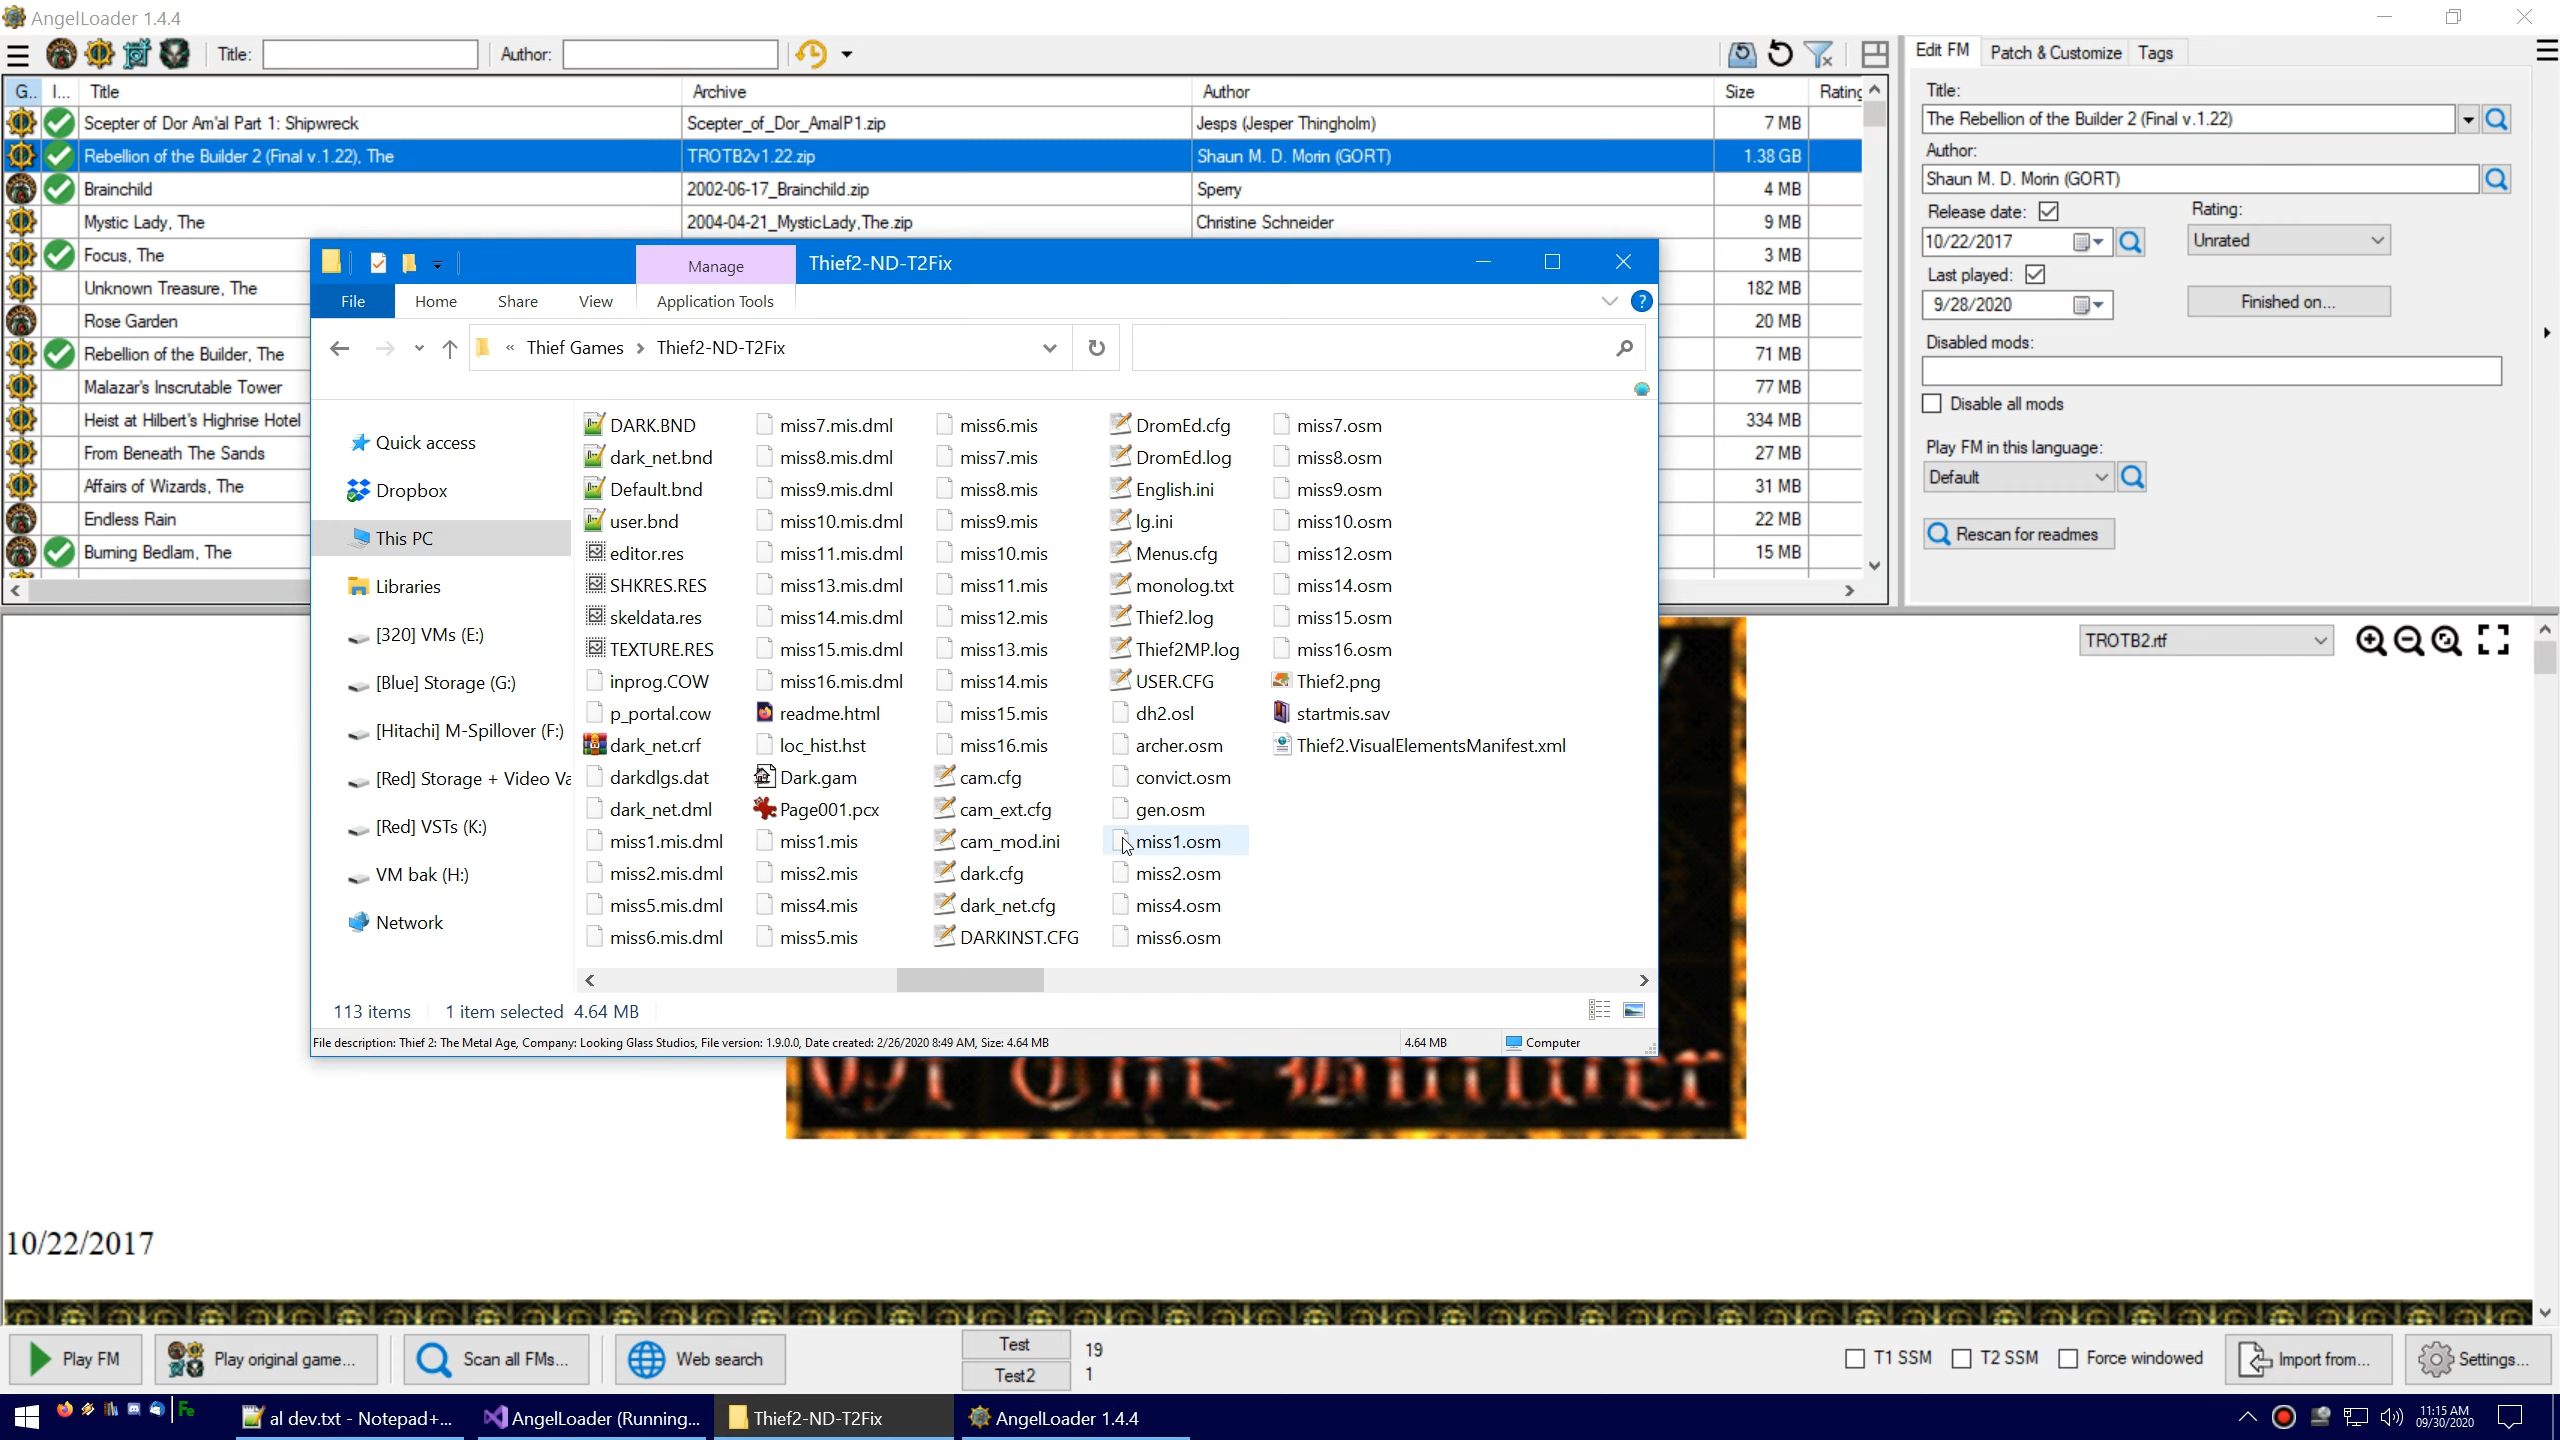 AngelLoader 1.4.4
Title:
Author:
Edit FM
Patch & Customize
Tags
G..
I...
Title
Archive
Author
Size
Rating
Scepter of Dor Am'al Part 1: Shipwreck
Scepter_of_Dor_AmalP1.zip
Jesps (Jesper Thingholm)
7 MB
Rebellion of the Builder 2 (Final v.1.22), The
TROTB2v1.22.zip
Shaun M. D. Morin (GORT)
1.38 GB
Brainchild
2002-06-17_Brainchild.zip
Sperry
4 MB
Mystic Lady, The
2004-04-21_MysticLady,The.zip
Christine Schneider
9 MB
Focus, The
3 MB
Unknown Treasure, The
182 MB
Rose Garden
20 MB
Rebellion of the Builder, The
71 MB
Malazar's Inscrutable Tower
77 MB
Heist at Hilbert's Highrise Hotel
334 MB
From Beneath The Sands
27 MB
Affairs of Wizards, The
31 MB
Endless Rain
22 MB
Burning Bedlam, The
15 MB
Title:
The Rebellion of the Builder 2 (Final v.1.22)
Author:
Shaun M. D. Morin (GORT)
Release date:
Rating:
10/22/2017
Unrated
Last played:
9/28/2020
Finished on...
Disabled mods:
Disable all mods
Play FM in this language:
Default
Rescan for readmes
Manage
Thief2-ND-T2Fix
File
Home
Share
View
Application Tools
« Thief Games > Thief2-ND-T2Fix
Quick access
Dropbox
This PC
Libraries
[320] VMs (E:)
[Blue] Storage (G:)
[Hitachi] M-Spillover (F:)
[Red] Storage + Video Va
[Red] VSTs (K:)
VM bak (H:)
Network
DARK.BND
dark_net.bnd
Default.bnd
user.bnd
editor.res
SHKRES.RES
skeldata.res
TEXTURE.RES
inprog.COW
p_portal.cow
dark_net.crf
darkdlgs.dat
dark_net.dml
miss1.mis.dml
miss2.mis.dml
miss5.mis.dml
miss6.mis.dml
miss7.mis.dml
miss8.mis.dml
miss9.mis.dml
miss10.mis.dml
miss11.mis.dml
miss13.mis.dml
miss14.mis.dml
miss15.mis.dml
miss16.mis.dml
readme.html
loc_hist.hst
Dark.gam
Page001.pcx
miss1.mis
miss2.mis
miss4.mis
miss5.mis
miss6.mis
miss7.mis
miss8.mis
miss9.mis
miss10.mis
miss11.mis
miss12.mis
miss13.mis
miss14.mis
miss15.mis
miss16.mis
cam.cfg
cam_ext.cfg
cam_mod.ini
dark.cfg
dark_net.cfg
DARKINST.CFG
DromEd.cfg
DromEd.log
English.ini
lg.ini
Menus.cfg
monolog.txt
Thief2.log
Thief2MP.log
USER.CFG
dh2.osl
archer.osm
convict.osm
gen.osm
miss1.osm
miss2.osm
miss4.osm
miss6.osm
miss7.osm
miss8.osm
miss9.osm
miss10.osm
miss12.osm
miss14.osm
miss15.osm
miss16.osm
Thief2.png
startmis.sav
Thief2.VisualElementsManifest.xml
113 items
1 item selected 4.64 MB
File description: Thief 2: The Metal Age, Company: Looking Glass Studios, File version: 1.9.0.0, Date created: 2/26/2020 8:49 AM, Size: 4.64 MB
4.64 MB
Computer
TROTB2.rtf
Of The Builder
10/22/2017
Play FM
Play original game...
Scan all FMs...
Web search
Test
19
Test2
1
T1 SSM
T2 SSM
Force windowed
Import from...
Settings...
al dev.txt - Notepad+...
AngelLoader (Running...
Thief2-ND-T2Fix
AngelLoader 1.4.4
11:15 AM
09/30/2020